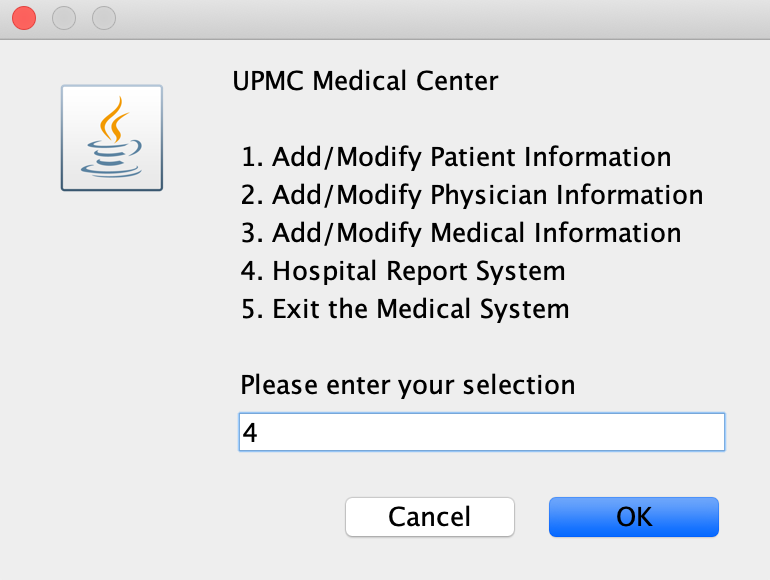 UPMC Medical Center
1. Add/Modify Patient Information
2. Add/Modify Physician Information
3. Add/Modify Medical Information
4. Hospital Report System
5. Exit the Medical System
Please enter your selection
4
Cancel OK